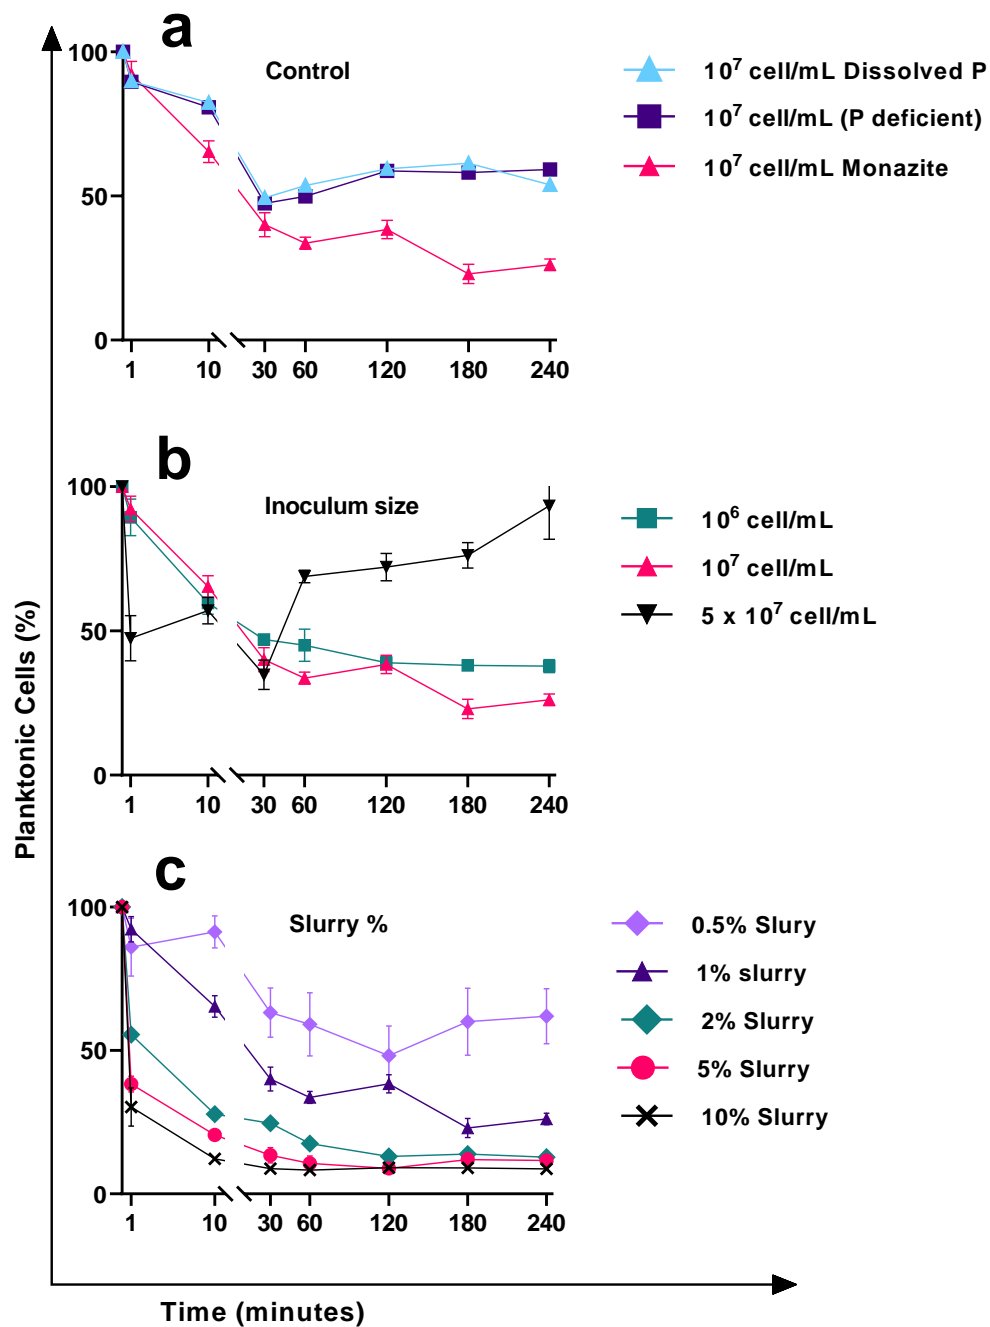 a
Control
100
50
0
1 10 30 60 120 180 240
10⁷ cell/mL Dissolved P
10⁷ cell/mL (P deficient)
10⁷ cell/mL Monazite
b
Inoculum size
100
50
0
1 10 30 60 120 180 240
10⁶ cell/mL
10⁷ cell/mL
5 x 10⁷ cell/mL
Planktonic Cells (%)
c
Slurry %
100
50
0
1 10 30 60 120 180 240
0.5% Slury
1% slurry
2% Slurry
5% Slurry
10% Slurry
Time (minutes)